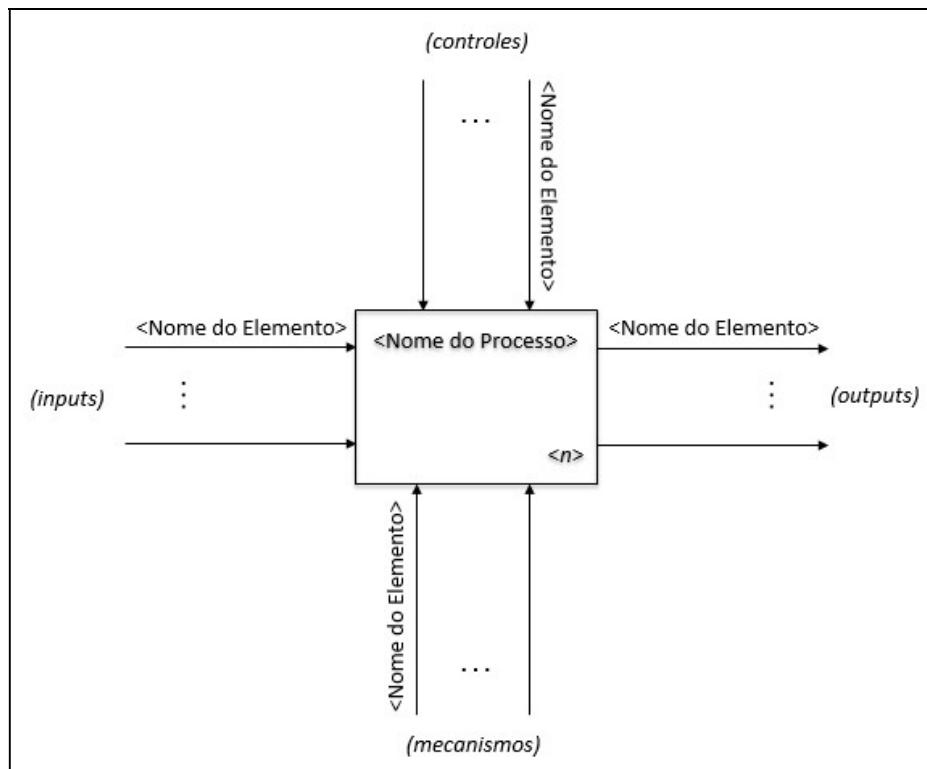 (controles)
...
<Nome do Elemento>
<Nome do Elemento>
<Nome do Processo>
<Nome do Elemento>
(inputs)
(outputs)
<n>
<Nome do Elemento>
...
(mecanismos)